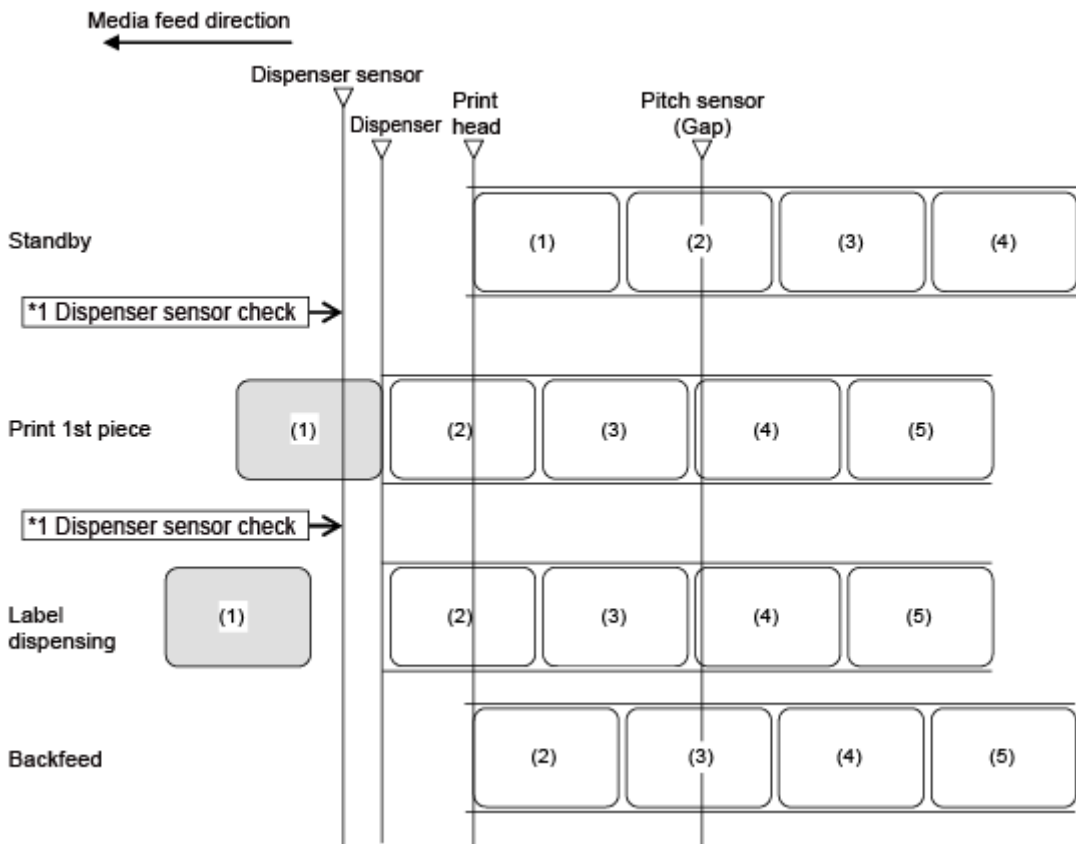 Media feed direction
Dispenser sensor
Dispenser
Print
head
Pitch sensor
(Gap)
Standby
(1)
(2)
(3)
(4)
*1 Dispenser sensor check
Print 1st piece
(1)
(2)
(3)
(4)
(5)
*1 Dispenser sensor check
Label
dispensing
(1)
(2)
(3)
(4)
(5)
Backfeed
(2)
(3)
(4)
(5)